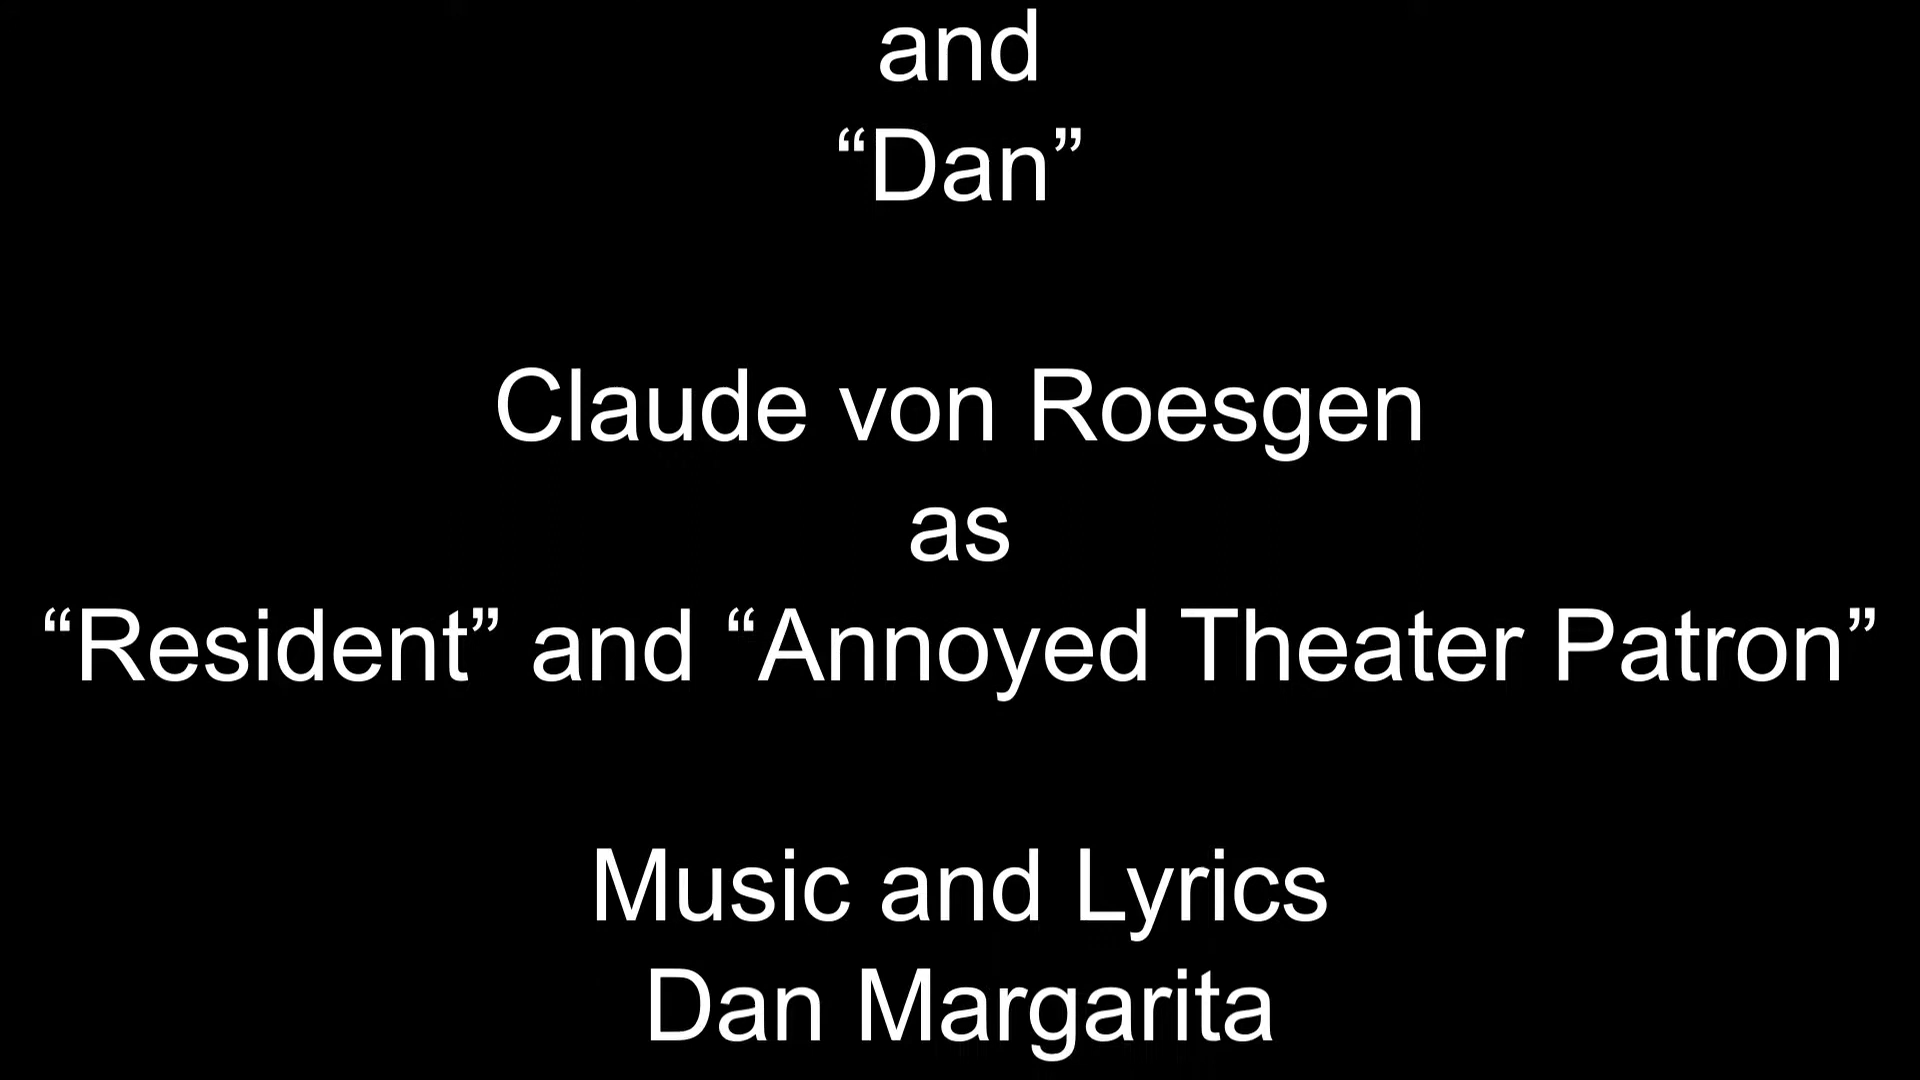 and
“Dan”
Claude von Roesgen
as
“Resident” and “Annoyed Theater Patron”
Music and Lyrics
Dan Margarita